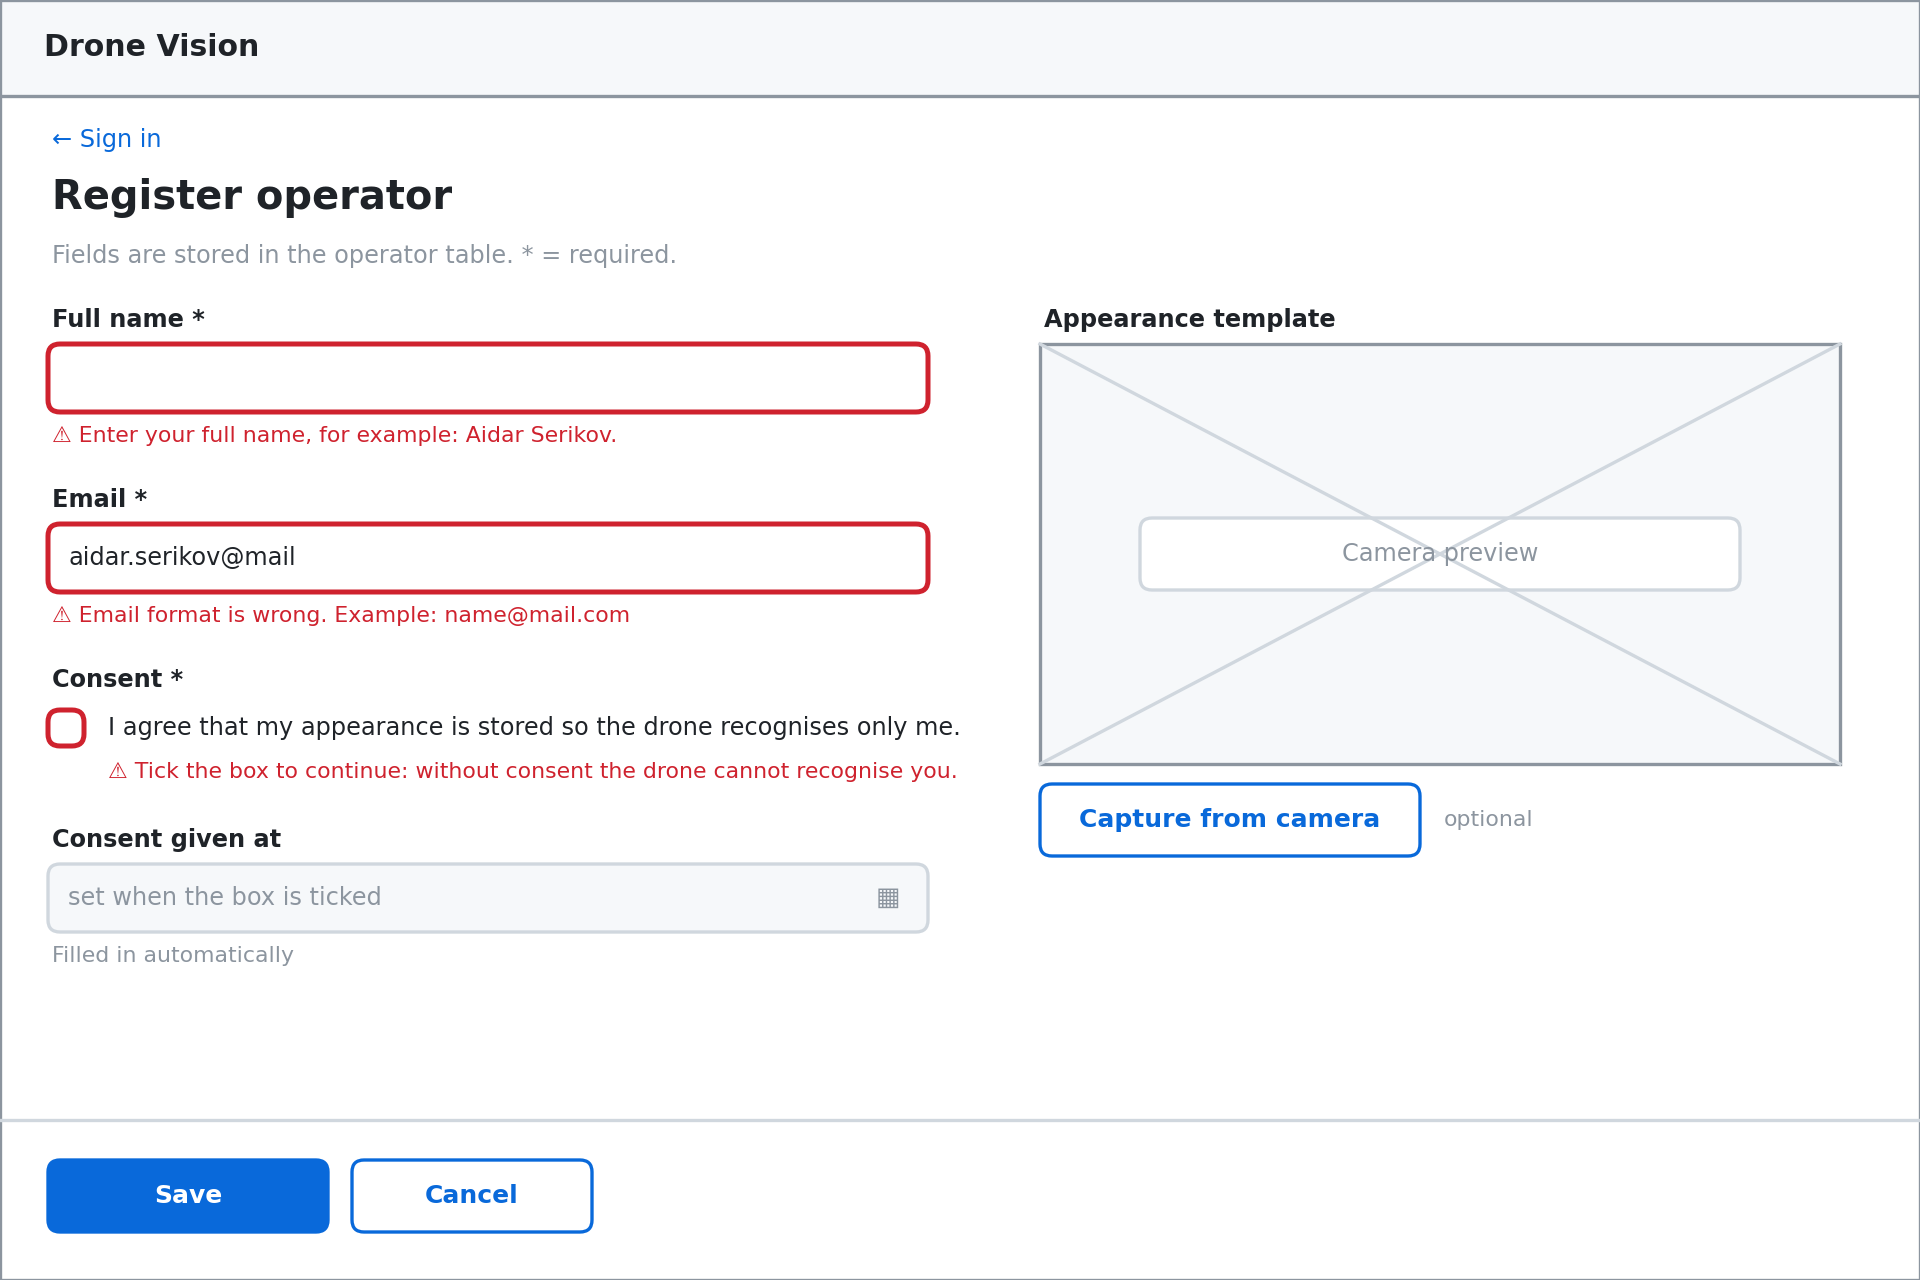 Drone Vision
← Sign in
Register operator
Fields are stored in the operator table. * = required.
Full name *
⚠ Enter your full name, for example: Aidar Serikov.
Email *
aidar.serikov@mail
⚠ Email format is wrong. Example: name@mail.com
Consent *
I agree that my appearance is stored so the drone recognises only me.
⚠ Tick the box to continue: without consent the drone cannot recognise you.
Consent given at
set when the box is ticked ▦
Filled in automatically
Appearance template
Camera preview
Capture from camera optional
Save Cancel